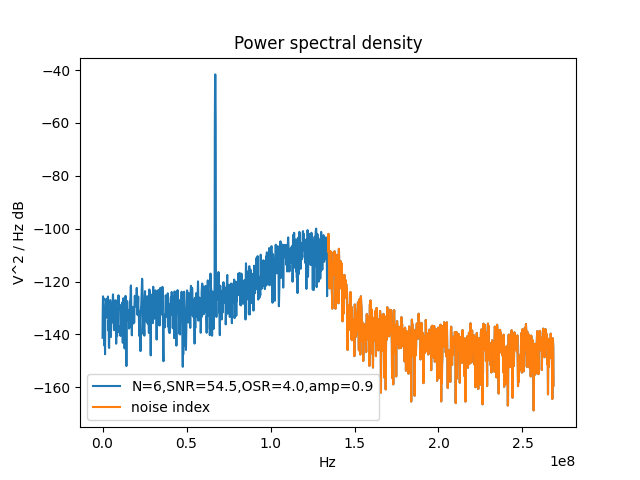 Power spectral density
V^2 / Hz dB
−40
−60
−80
−100
−120
−140
−160
N=6,SNR=54.5,OSR=4.0,amp=0.9
noise index
0.0 0.5 1.0 1.5 2.0 2.5
1e8
Hz